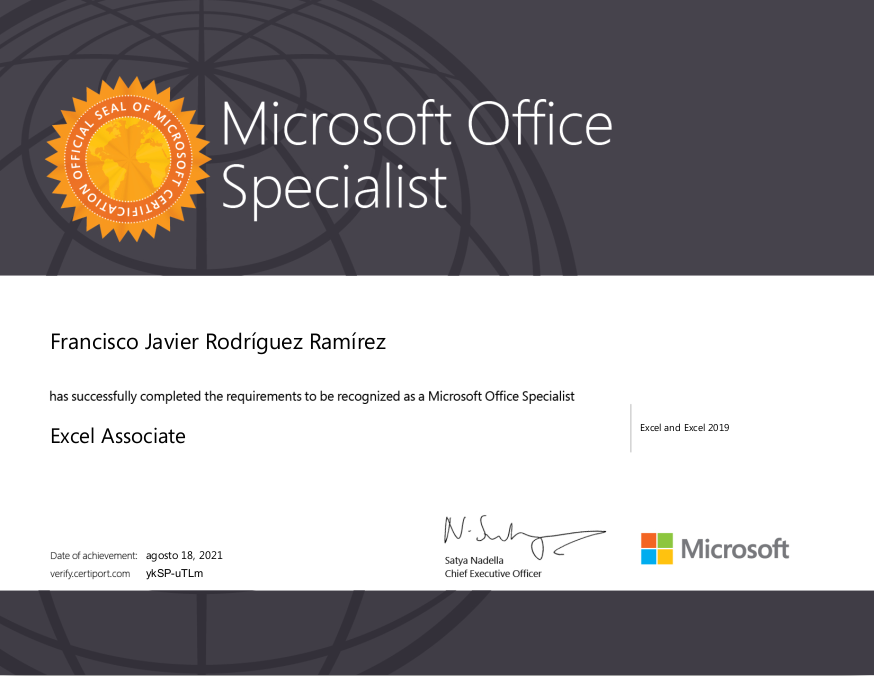 OFFICIAL SEAL OF MICROSOFT CERTIFICATION
Microsoft Office
Specialist
Francisco Javier Rodríguez Ramírez
has successfully completed the requirements to be recognized as a Microsoft Office Specialist
Excel Associate
Excel and Excel 2019
Date of achievement: agosto 18, 2021
verify.certiport.com ykSP-uTLm
Satya Nadella
Chief Executive Officer
Microsoft